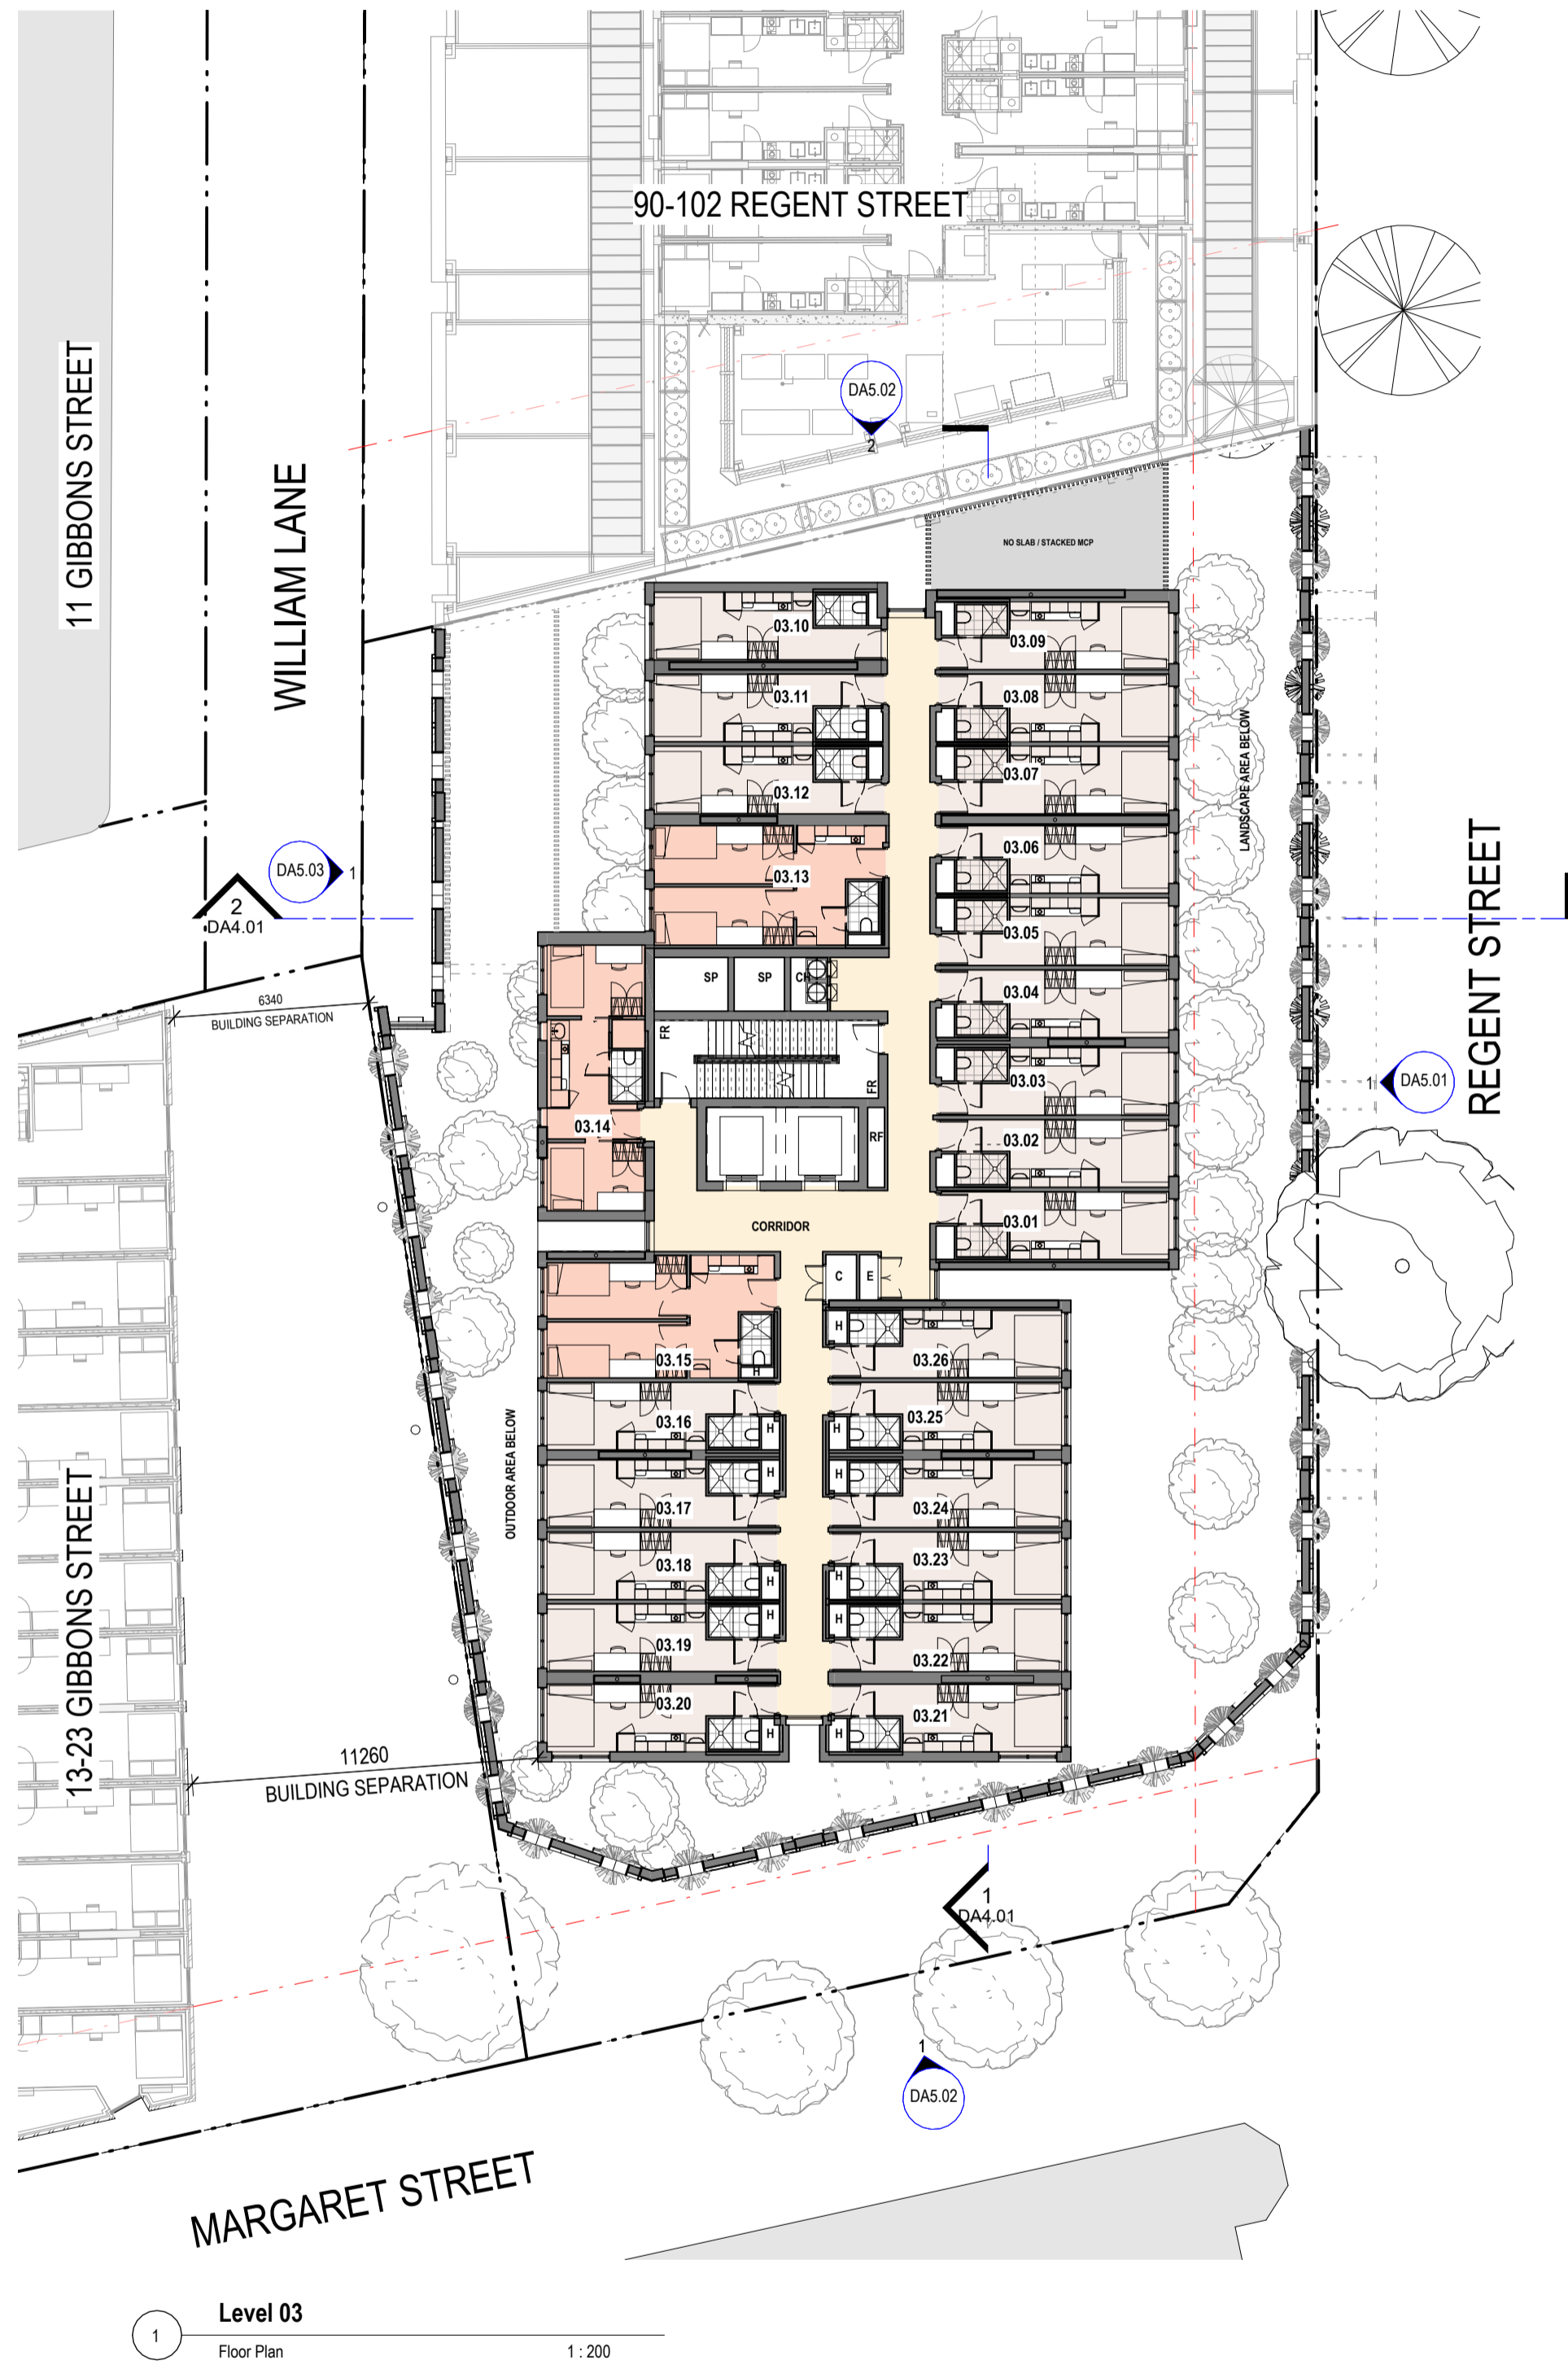 90-102 REGENT STREET
11 GIBBONS STREET
WILLIAM LANE
DA5.02
2
NO SLAB / STACKED MCP
03.10
03.09
03.11
03.08
03.12
03.07
LANDSCAPE AREA BELOW
03.13
03.06
03.05
DA5.03
1
2
DA4.01
REGENT STREET
SP
SP
CH
03.04
6340
BUILDING SEPARATION
FR
FR
03.03
1
DA5.01
03.14
RF
03.02
03.01
CORRIDOR
C
E
H
03.15
H
03.26
OUTDOOR AREA BELOW
03.16
H
H
03.25
03.17
H
H
03.24
03.18
H
H
03.23
03.19
H
H
03.22
03.20
H
H
03.21
13-23 GIBBONS STREET
11260
BUILDING SEPARATION
1
DA4.01
1
DA5.02
MARGARET STREET
1
Level 03
Floor Plan
1 : 200